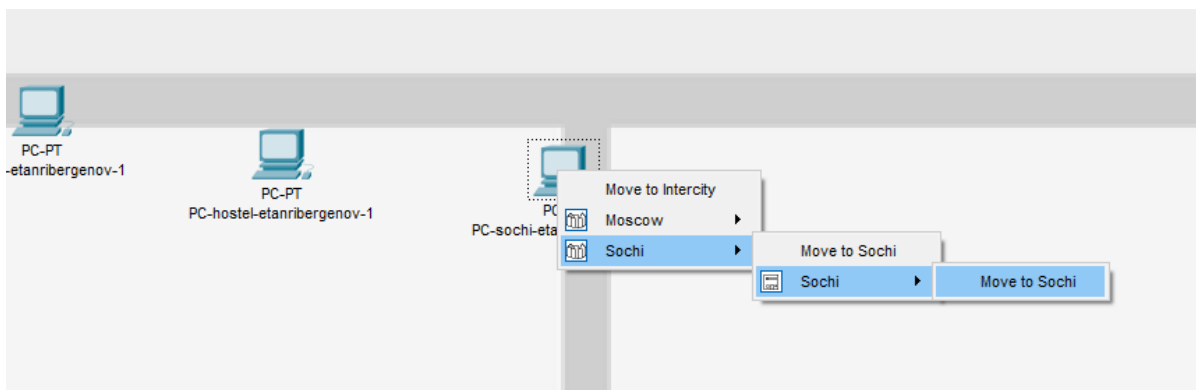 PC-PT
-etanribergenov-1
PC-PT
PC-hostel-etanribergenov-1
PC
PC-sochi-eta
Move to Intercity
Moscow
Sochi
Move to Sochi
Sochi
Move to Sochi